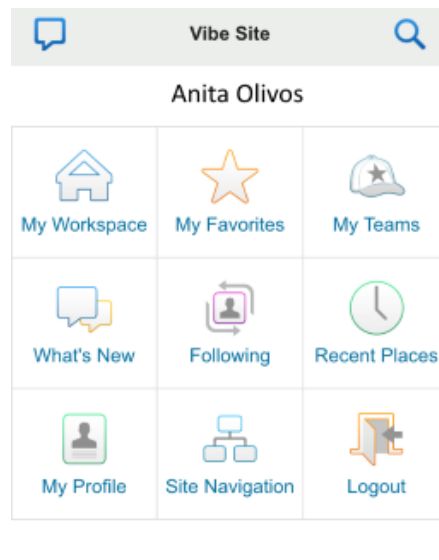 Vibe Site
Anita Olivos
My Workspace
My Favorites
My Teams
What's New
Following
Recent Places
My Profile
Site Navigation
Logout